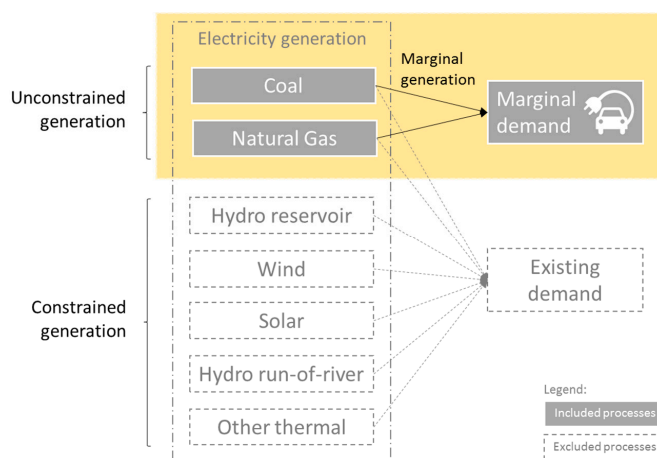 Electricity generation
Marginal
generation
Unconstrained
generation
Coal
Natural Gas
Marginal
demand
Hydro reservoir
Wind
Solar
Hydro run-of-river
Other thermal
Constrained
generation
Existing
demand
Legend:
Included processes
Excluded processes